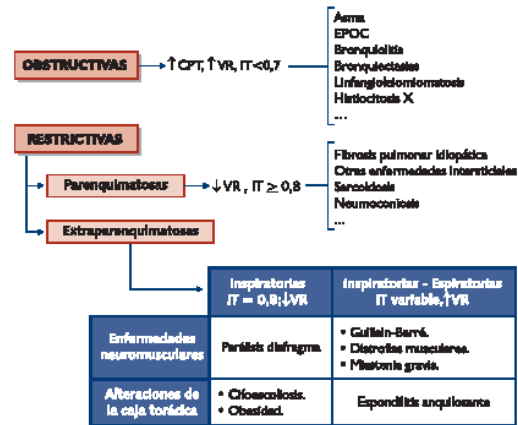 OBSTRUCTIVAS
↑CPT, ↑VR, IT<0,7
Asma
EPOC
Bronquiolitis
Bronquiectasias
Linfangioleiomiomatosis
Histiocitosis X
...
RESTRICTIVAS
Parenquimatosas
↓VR, IT ≥ 0,8
Fibrosis pulmonar idiopática
Otras enfermedades intersticiales
Sarcoidosis
Neumoconiosis
...
Extraparenquimatosas
Inspiratorias
IT = 0,8;↓VR
Inspiratorias - Espiratorias
IT variable,↑VR
Enfermedades
neuromusculares
Parálisis diafragma.
• Guillain-Barré.
• Distrofias musculares.
• Miastenia gravis.
Alteraciones de
la caja torácica
• Cifoescoliosis.
• Obesidad.
Espondilitis anquilosante